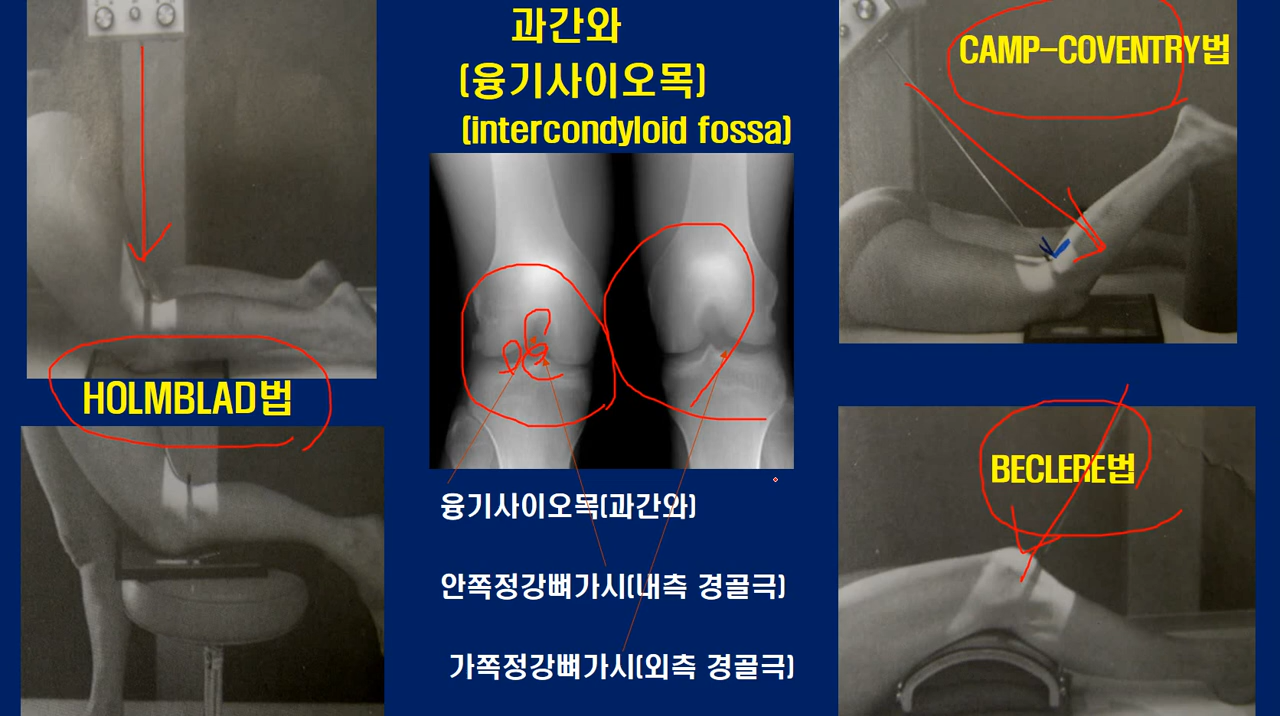 과간와
(융기사이오목)
(intercondyloid fossa)
CAMP-COVENTRY법
HOLMBLAD법
BECLERE법
융기사이오목(과간와)
안쪽정강뼈가시(내측 경골극)
가쪽정강뼈가시(외측 경골극)